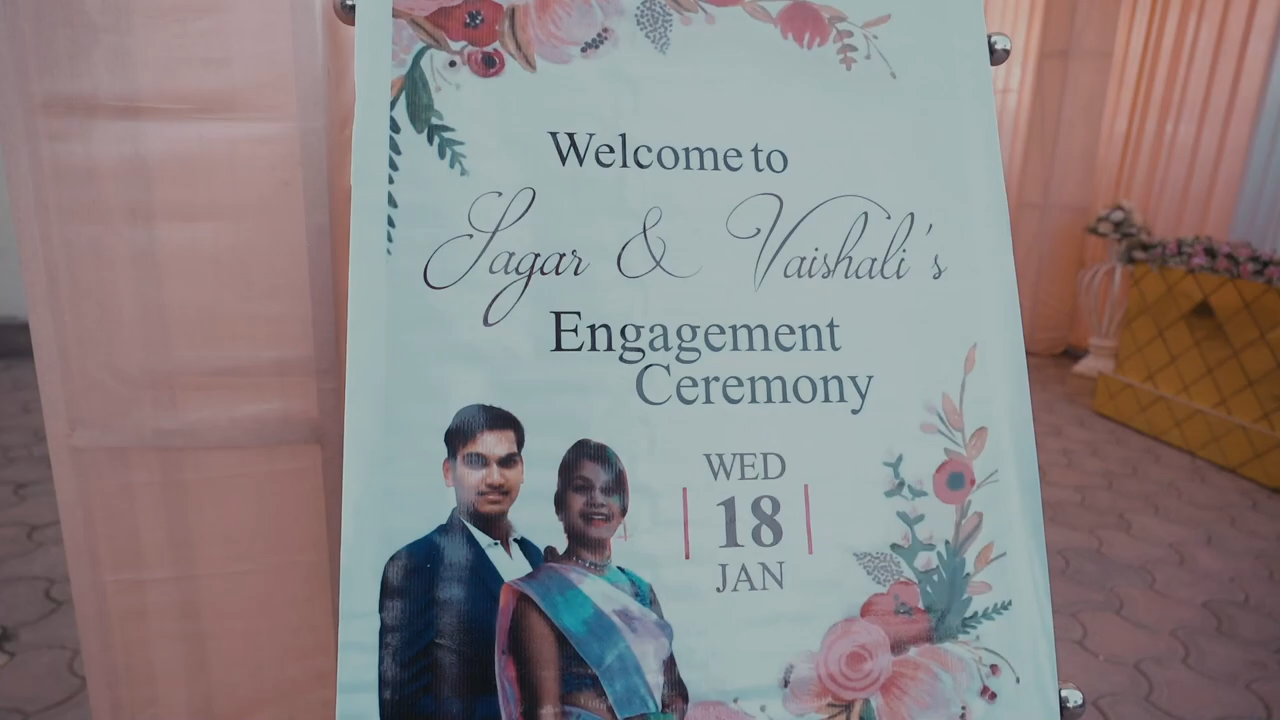 Welcome to
Sagar & Vaishali's
Engagement
Ceremony
WED
18
JAN